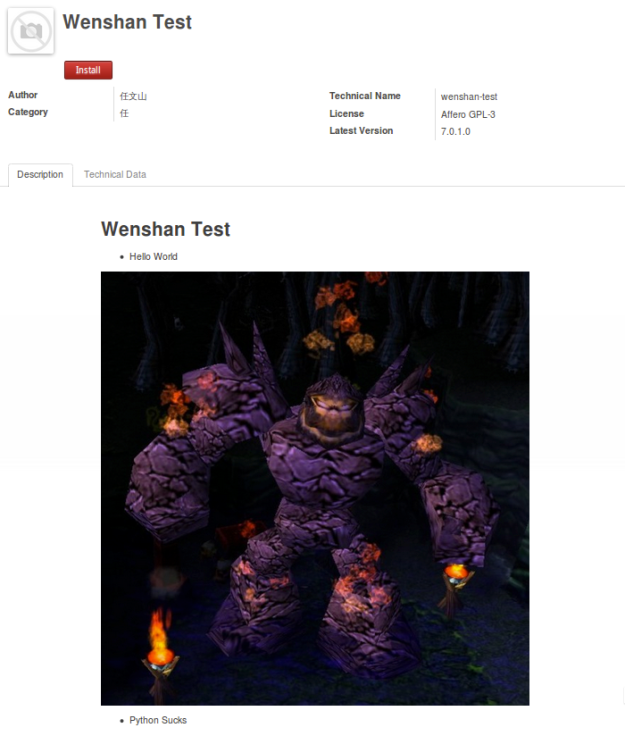 Wenshan Test
Install
Author 任文山
Category 任
Technical Name wenshan-test
License Affero GPL-3
Latest Version 7.0.1.0
Description Technical Data
Wenshan Test
• Hello World
• Python Sucks